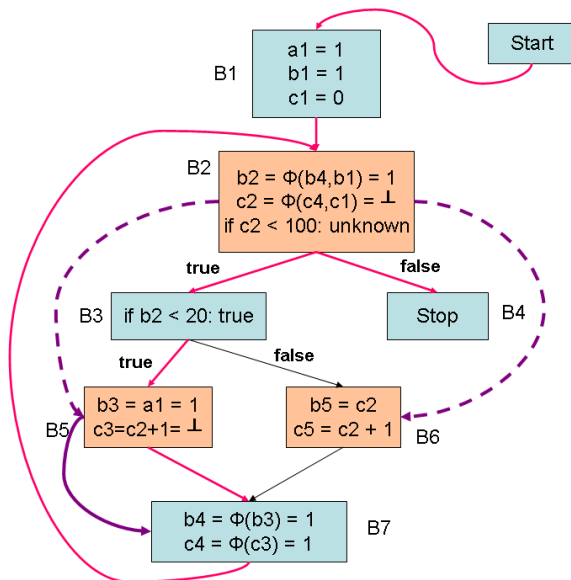 Start
B1
a1 = 1
b1 = 1
c1 = 0
B2
b2 = Φ(b4,b1) = 1
c2 = Φ(c4,c1) = ⊥
if c2 < 100: unknown
true
false
B3
if b2 < 20: true
Stop
B4
true
false
B5
b3 = a1 = 1
c3=c2+1= ⊥
b5 = c2
c5 = c2 + 1
B6
b4 = Φ(b3) = 1
c4 = Φ(c3) = 1
B7